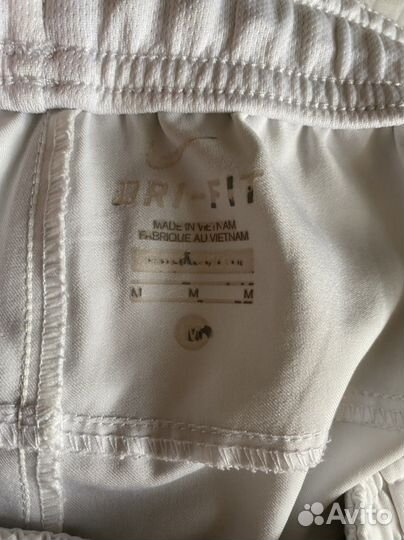 DRI-FIT
MADE IN VIETNAM
FABRIQUE AU VIETNAM
M M M
M
Avito